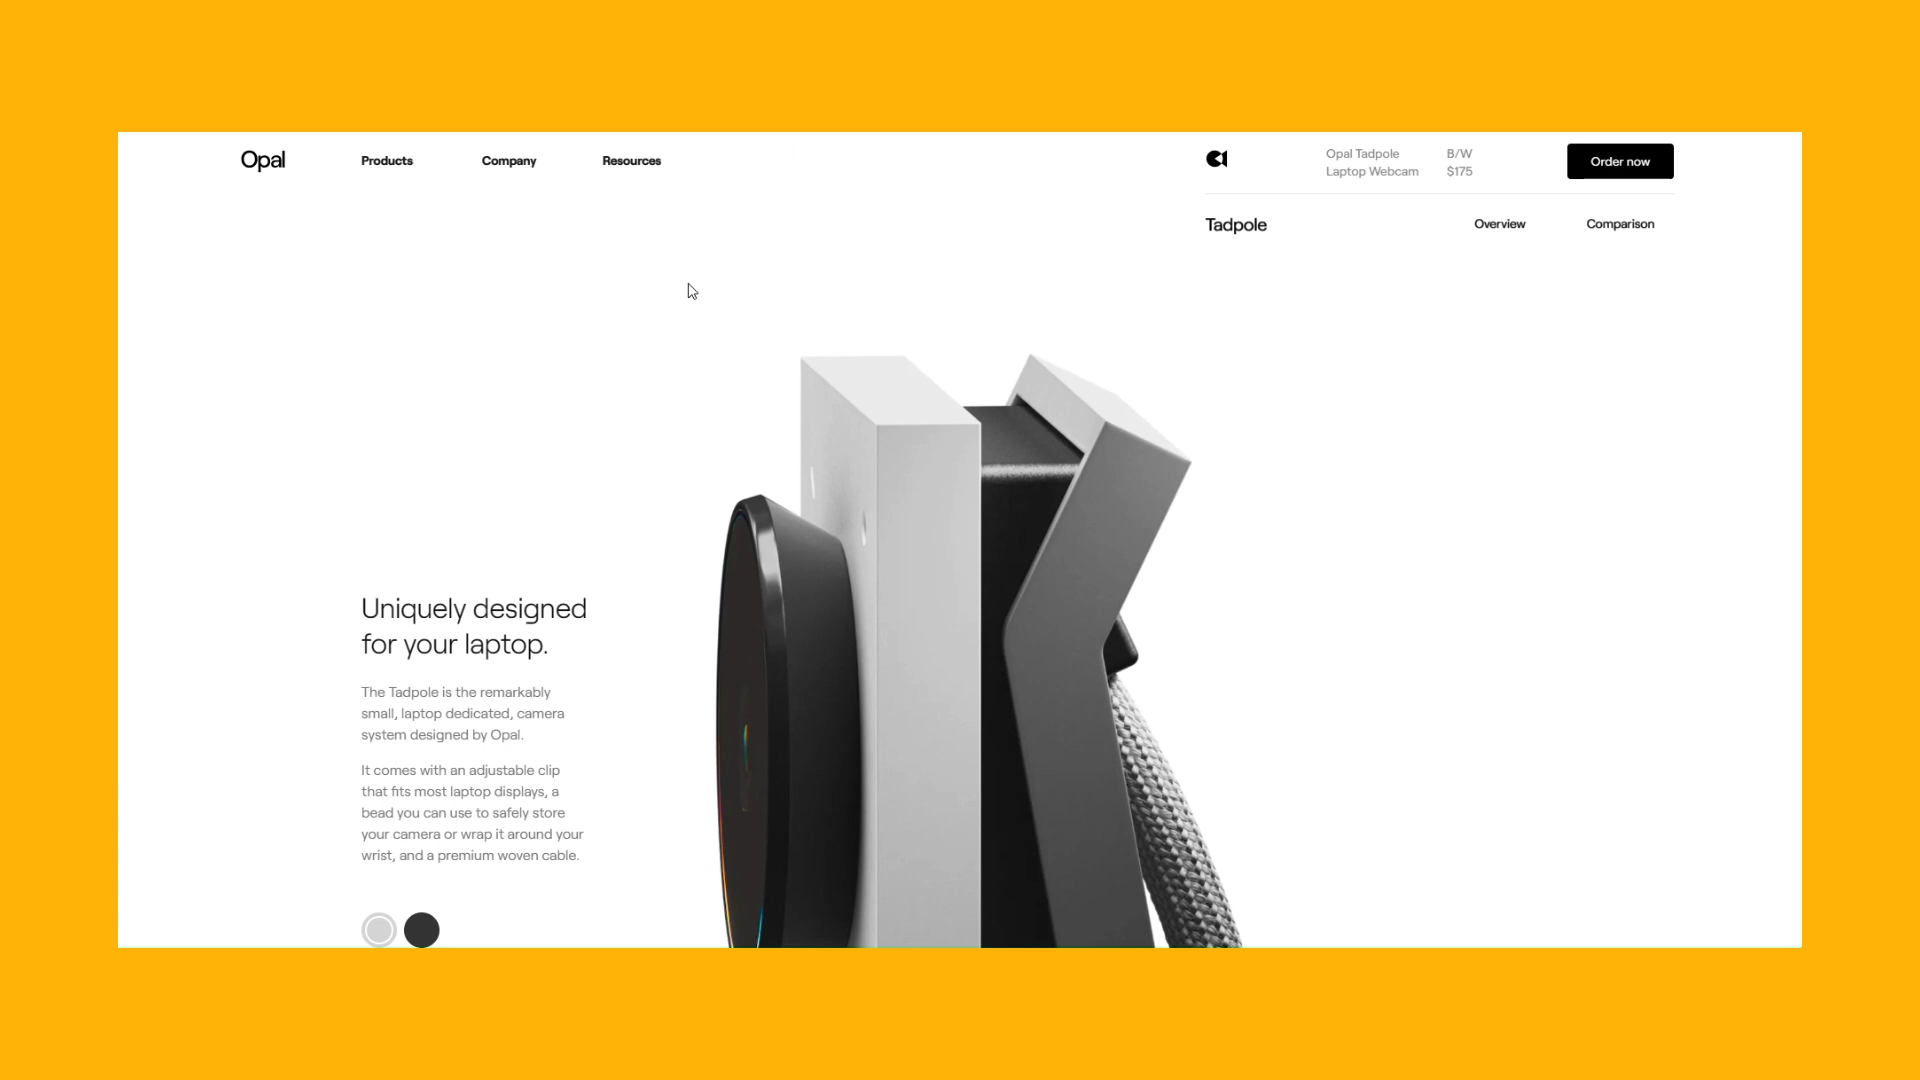 Opal
Products
Company
Resources
Opal Tadpole
Laptop Webcam
B/W
$175
Order now
Tadpole
Overview
Comparison
Uniquely designed
for your laptop.
The Tadpole is the remarkably
small, laptop dedicated, camera
system designed by Opal.
It comes with an adjustable clip
that fits most laptop displays, a
bead you can use to safely store
your camera or wrap it around your
wrist, and a premium woven cable.